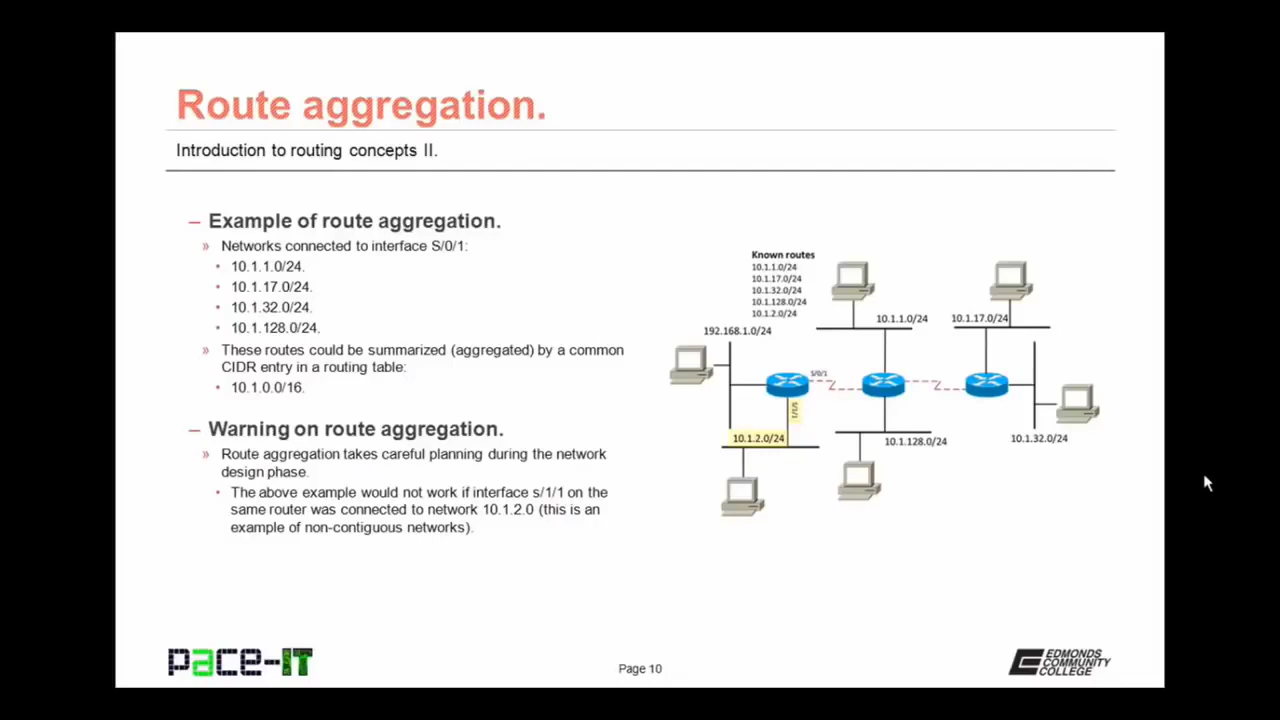 Route aggregation.
Introduction to routing concepts II.
– Example of route aggregation.
» Networks connected to interface S/0/1:
• 10.1.1.0/24.
• 10.1.17.0/24.
• 10.1.32.0/24.
• 10.1.128.0/24.
» These routes could be summarized (aggregated) by a common
CIDR entry in a routing table:
• 10.1.0.0/16.
– Warning on route aggregation.
» Route aggregation takes careful planning during the network
design phase.
• The above example would not work if interface s/1/1 on the
same router was connected to network 10.1.2.0 (this is an
example of non-contiguous networks).
Known routes
10.1.1.0/24
10.1.17.0/24
10.1.32.0/24
10.1.128.0/24
10.1.2.0/24
192.168.1.0/24
10.1.1.0/24
10.1.17.0/24
S/0/1
S/1/1
10.1.2.0/24
10.1.128.0/24
10.1.32.0/24
pace-IT
Page 10
EDMONDS
COMMUNITY
COLLEGE